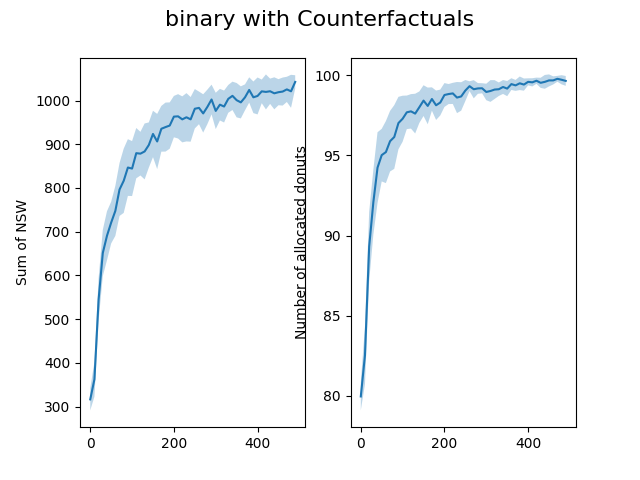 binary with Counterfactuals
Sum of NSW
1000
900
800
700
600
500
400
300
0 200 400
Number of allocated donuts
100
95
90
85
80
0 200 400